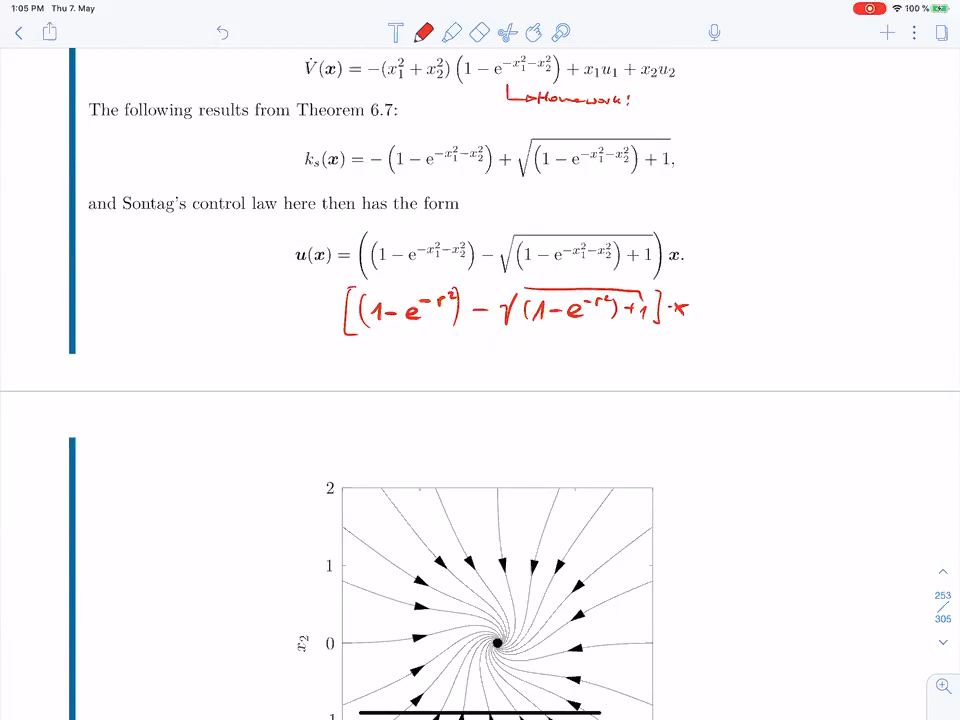 1:05 PM Thu 7. May 100 %
V̇(x) = −(x₁² + x₂²)(1 − e^{−x₁²−x₂²}) + x₁u₁ + x₂u₂
Homework!
The following results from Theorem 6.7:
kₛ(x) = −(1 − e^{−x₁²−x₂²}) + √((1 − e^{−x₁²−x₂²}) + 1),
and Sontag's control law here then has the form
u(x) = ((1 − e^{−x₁²−x₂²}) − √((1 − e^{−x₁²−x₂²}) + 1)) x.
[(1 − e^{−r²}) − √((1 − e^{−r²}) + 1)] · x
2
1
253
305
x₂
0
1